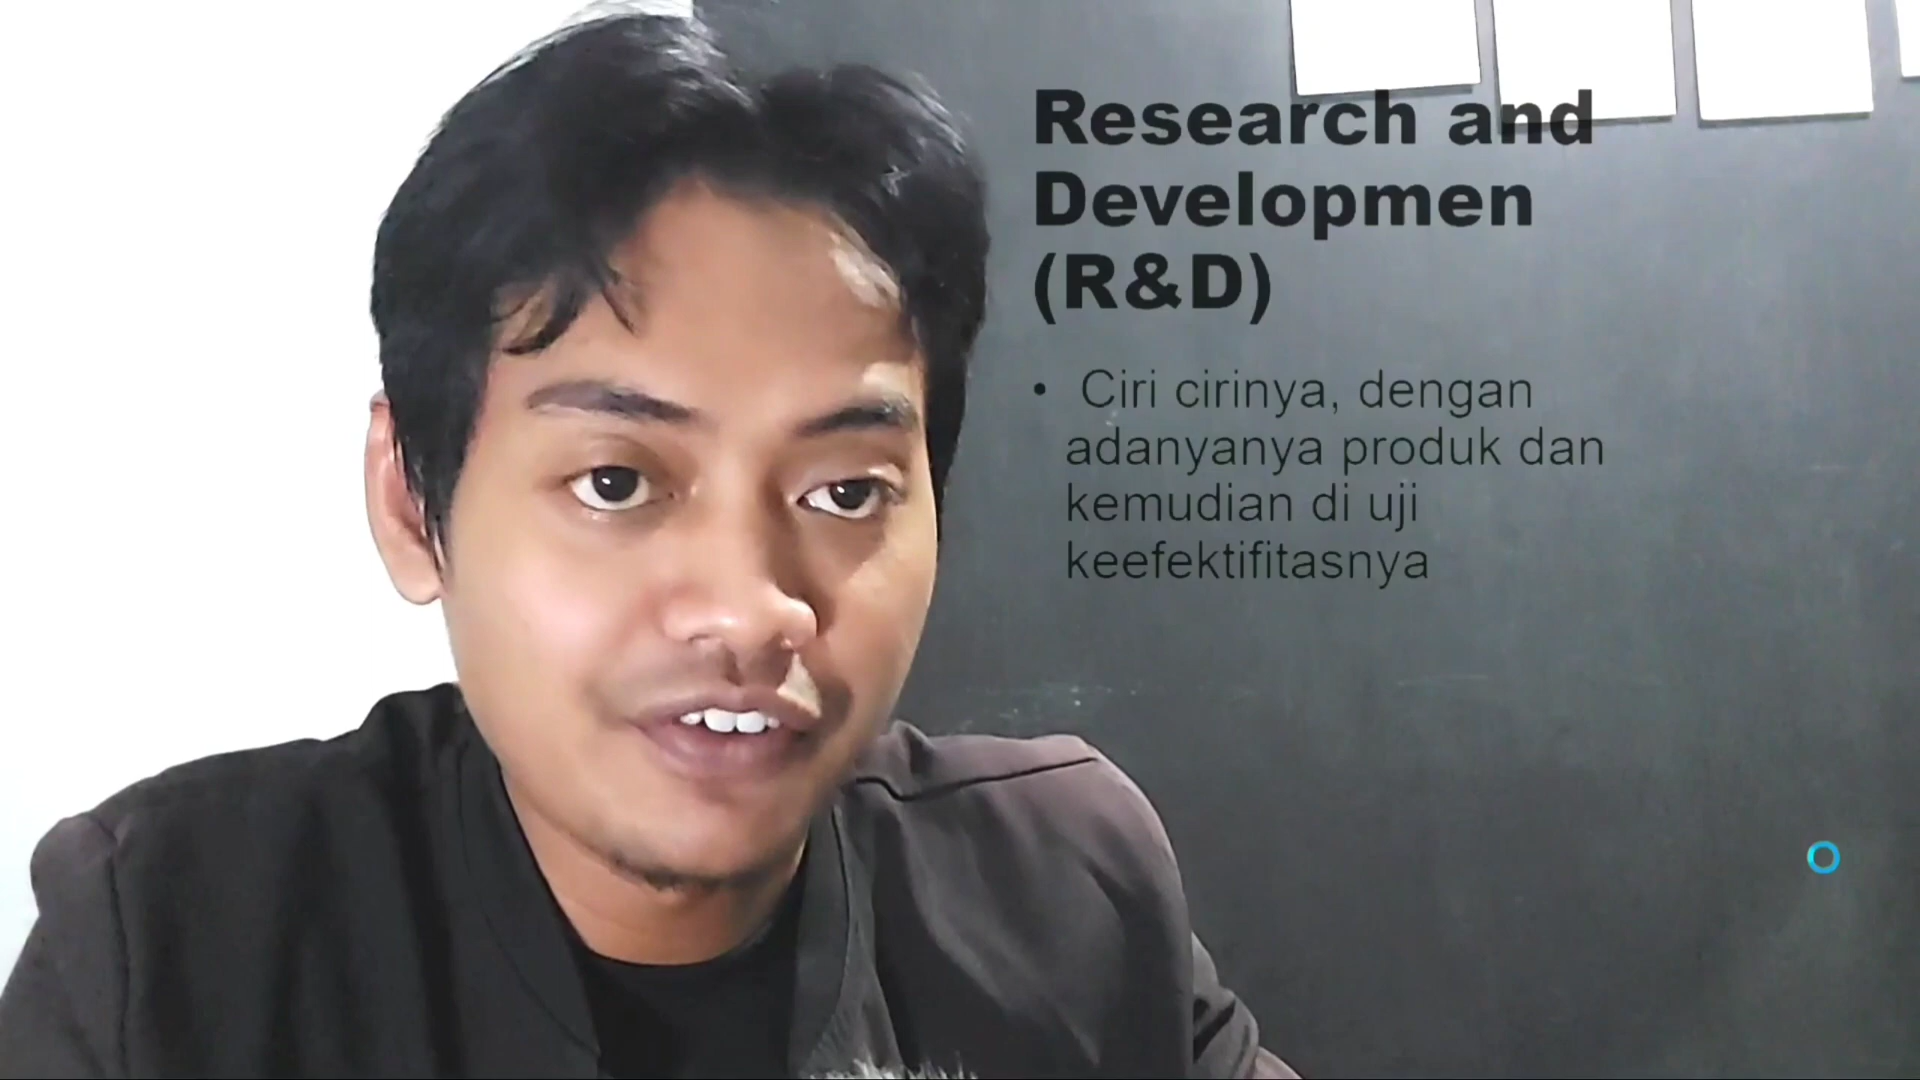 Research and
Developmen
(R&D)
• Ciri cirinya, dengan
adanyanya produk dan
kemudian di uji
keefektifitasnya